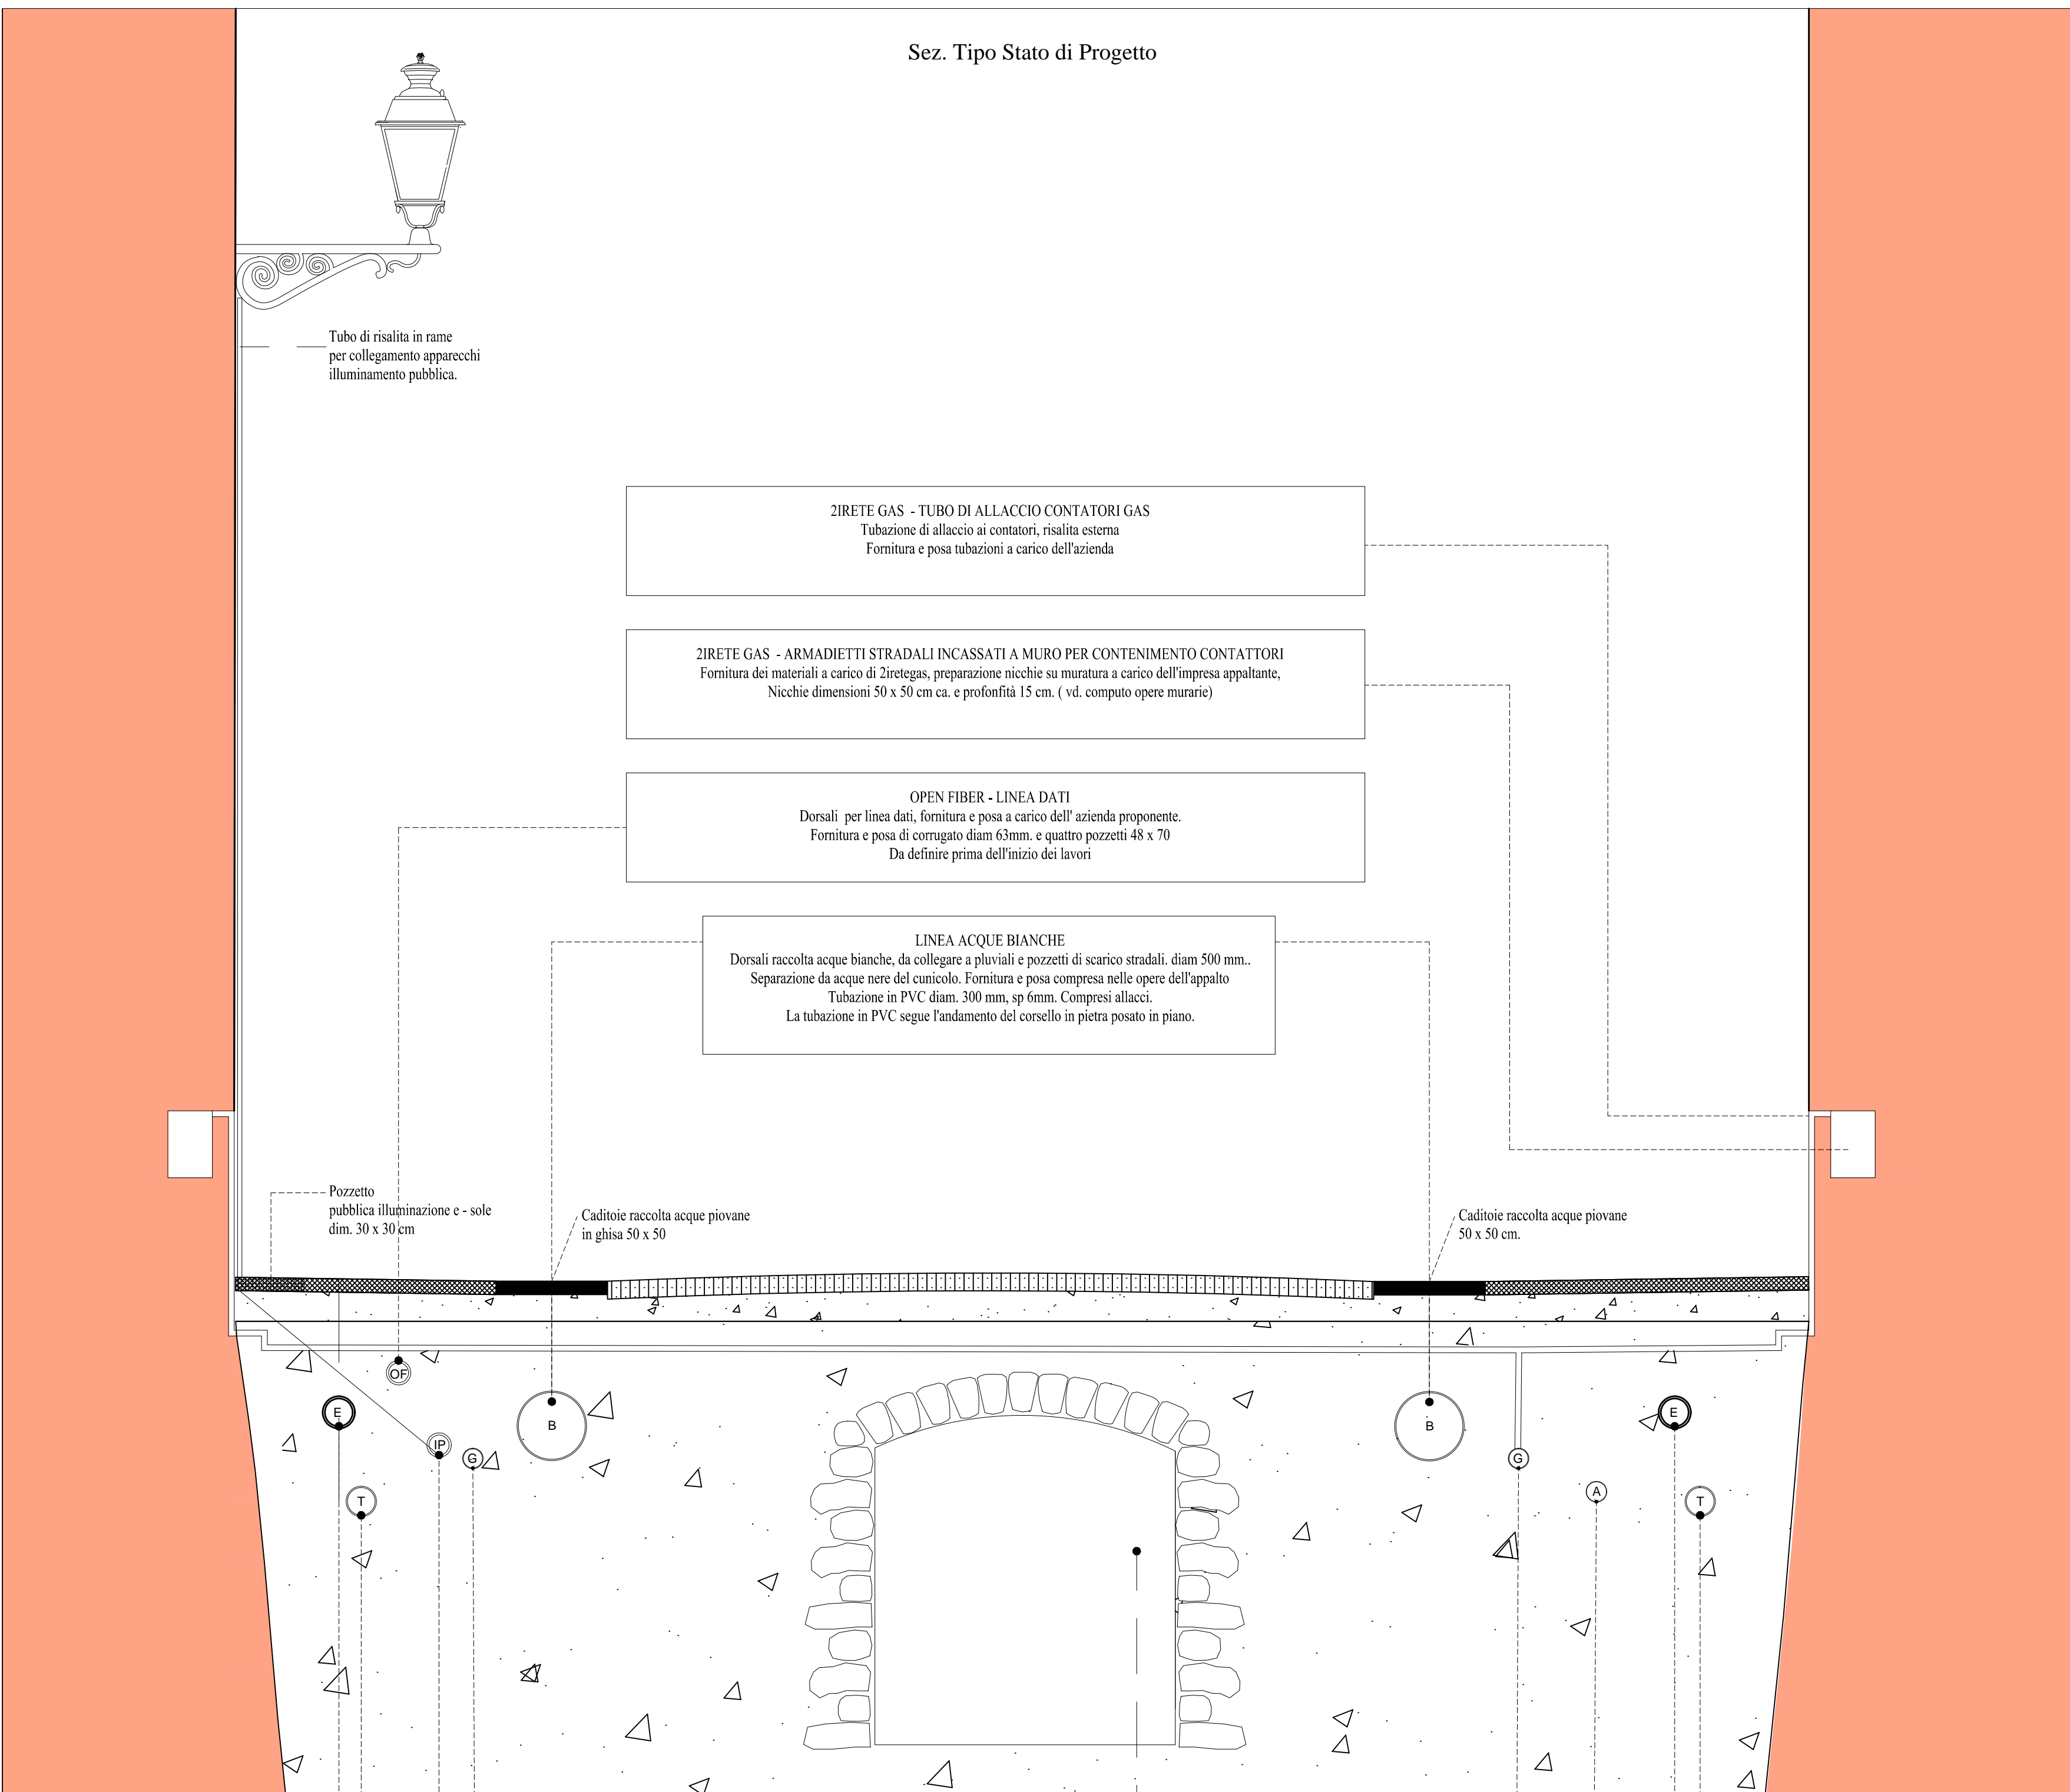 Sez. Tipo Stato di Progetto
Tubo di risalita in rame
per collegamento apparecchi
illuminamento pubblica.
2IRETE GAS - TUBO DI ALLACCIO CONTATORI GAS
Tubazione di allaccio ai contatori, risalita esterna
Fornitura e posa tubazioni a carico dell'azienda
2IRETE GAS - ARMADIETTI STRADALI INCASSATI A MURO PER CONTENIMENTO CONTATTORI
Fornitura dei materiali a carico di 2iretegas, preparazione nicchie su muratura a carico dell'impresa appaltante,
Nicchie dimensioni 50 x 50 cm ca. e profonfità 15 cm. ( vd. computo opere murarie)
OPEN FIBER - LINEA DATI
Dorsali per linea dati, fornitura e posa a carico dell' azienda proponente.
Fornitura e posa di corrugato diam 63mm. e quattro pozzetti 48 x 70
Da definire prima dell'inizio dei lavori
LINEA ACQUE BIANCHE
Dorsali raccolta acque bianche, da collegare a pluviali e pozzetti di scarico stradali. diam 500 mm..
Separazione da acque nere del cunicolo. Fornitura e posa compresa nelle opere dell'appalto
Tubazione in PVC diam. 300 mm, sp 6mm. Compresi allacci.
La tubazione in PVC segue l'andamento del corsello in pietra posato in piano.
Pozzetto
pubblica illuminazione e - sole
dim. 30 x 30 cm
Caditoie raccolta acque piovane
in ghisa 50 x 50
Caditoie raccolta acque piovane
50 x 50 cm.
OF
E
E
B
B
IP
G
G
A
T
T